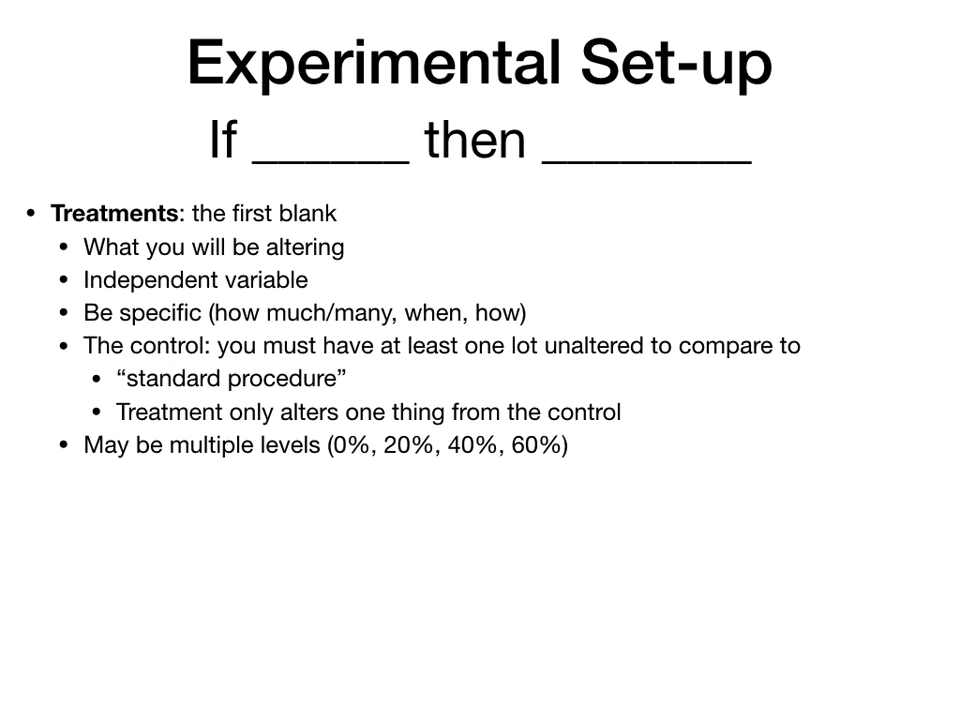 Experimental Set-up
If ______ then ________
• Treatments: the first blank
• What you will be altering
• Independent variable
• Be specific (how much/many, when, how)
• The control: you must have at least one lot unaltered to compare to
• “standard procedure”
• Treatment only alters one thing from the control
• May be multiple levels (0%, 20%, 40%, 60%)